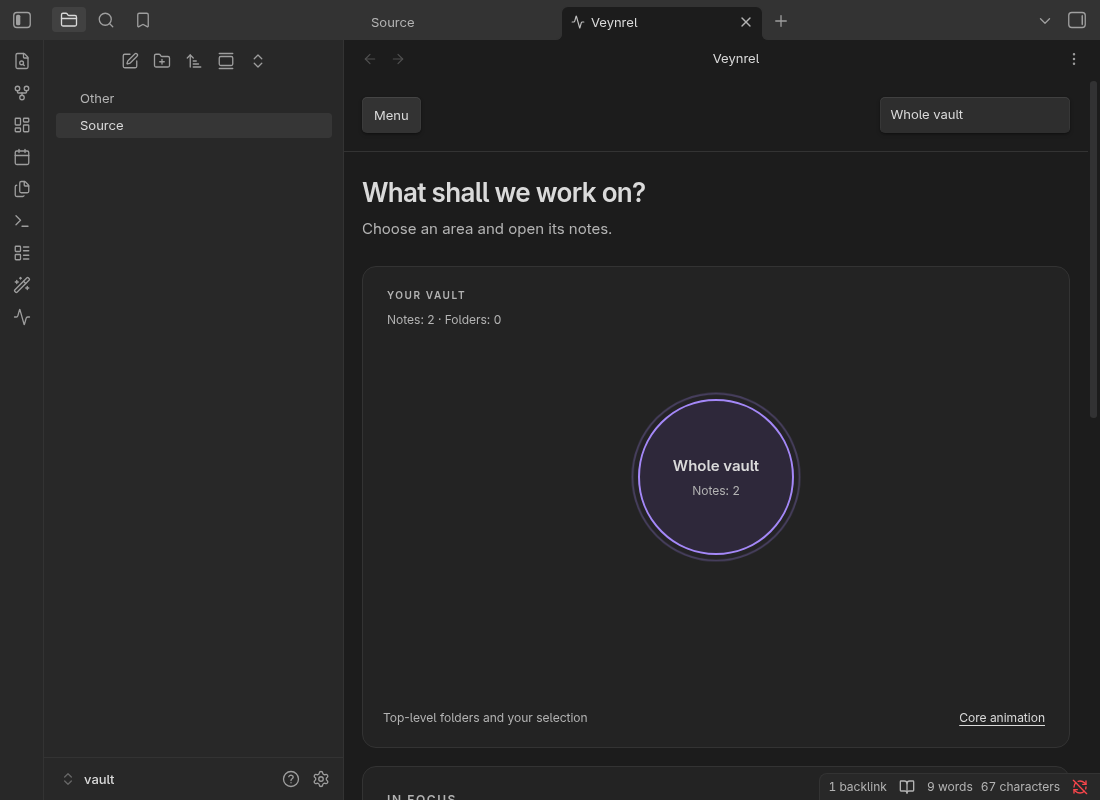 Source
Veynrel
Veynrel
Other
Source
Menu
Whole vault
What shall we work on?
Choose an area and open its notes.
YOUR VAULT
Notes: 2 · Folders: 0
Whole vault
Notes: 2
Top-level folders and your selection
Core animation
IN FOCUS
vault
1 backlink
9 words
67 characters